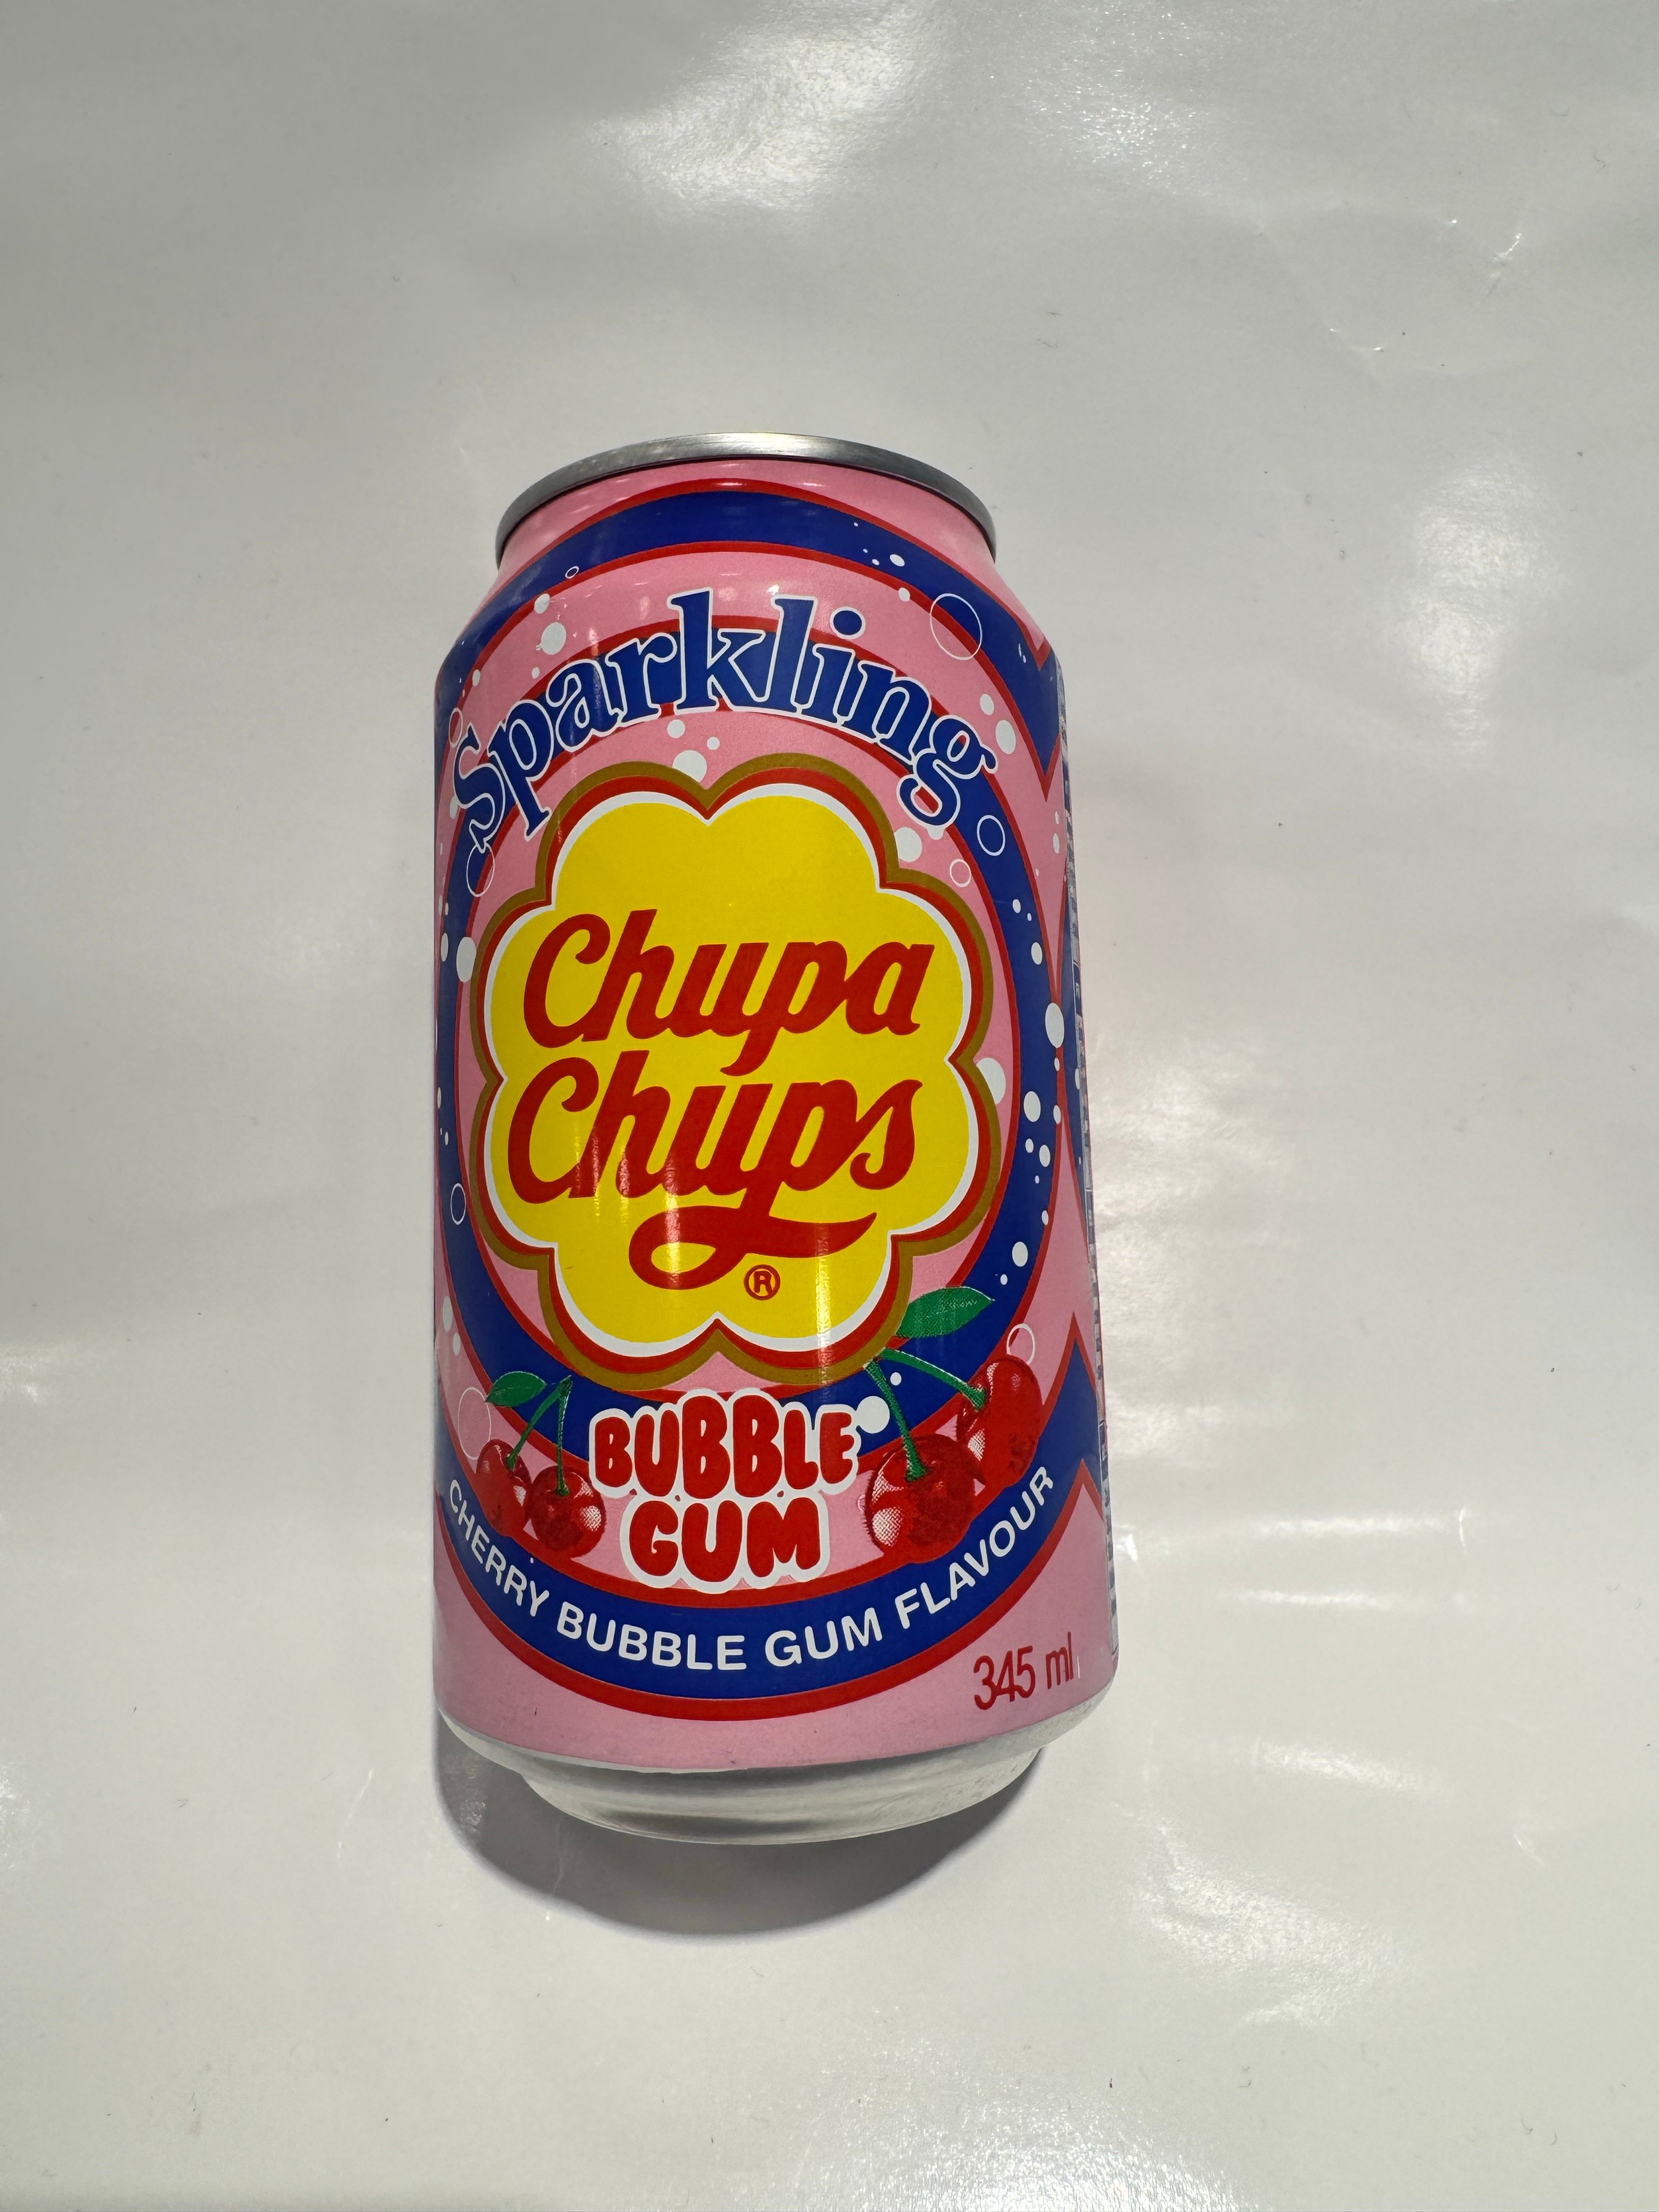 Sparkling
Chupa
Chups
®
BUBBLE
GUM
CHERRY BUBBLE GUM FLAVOUR
345 ml